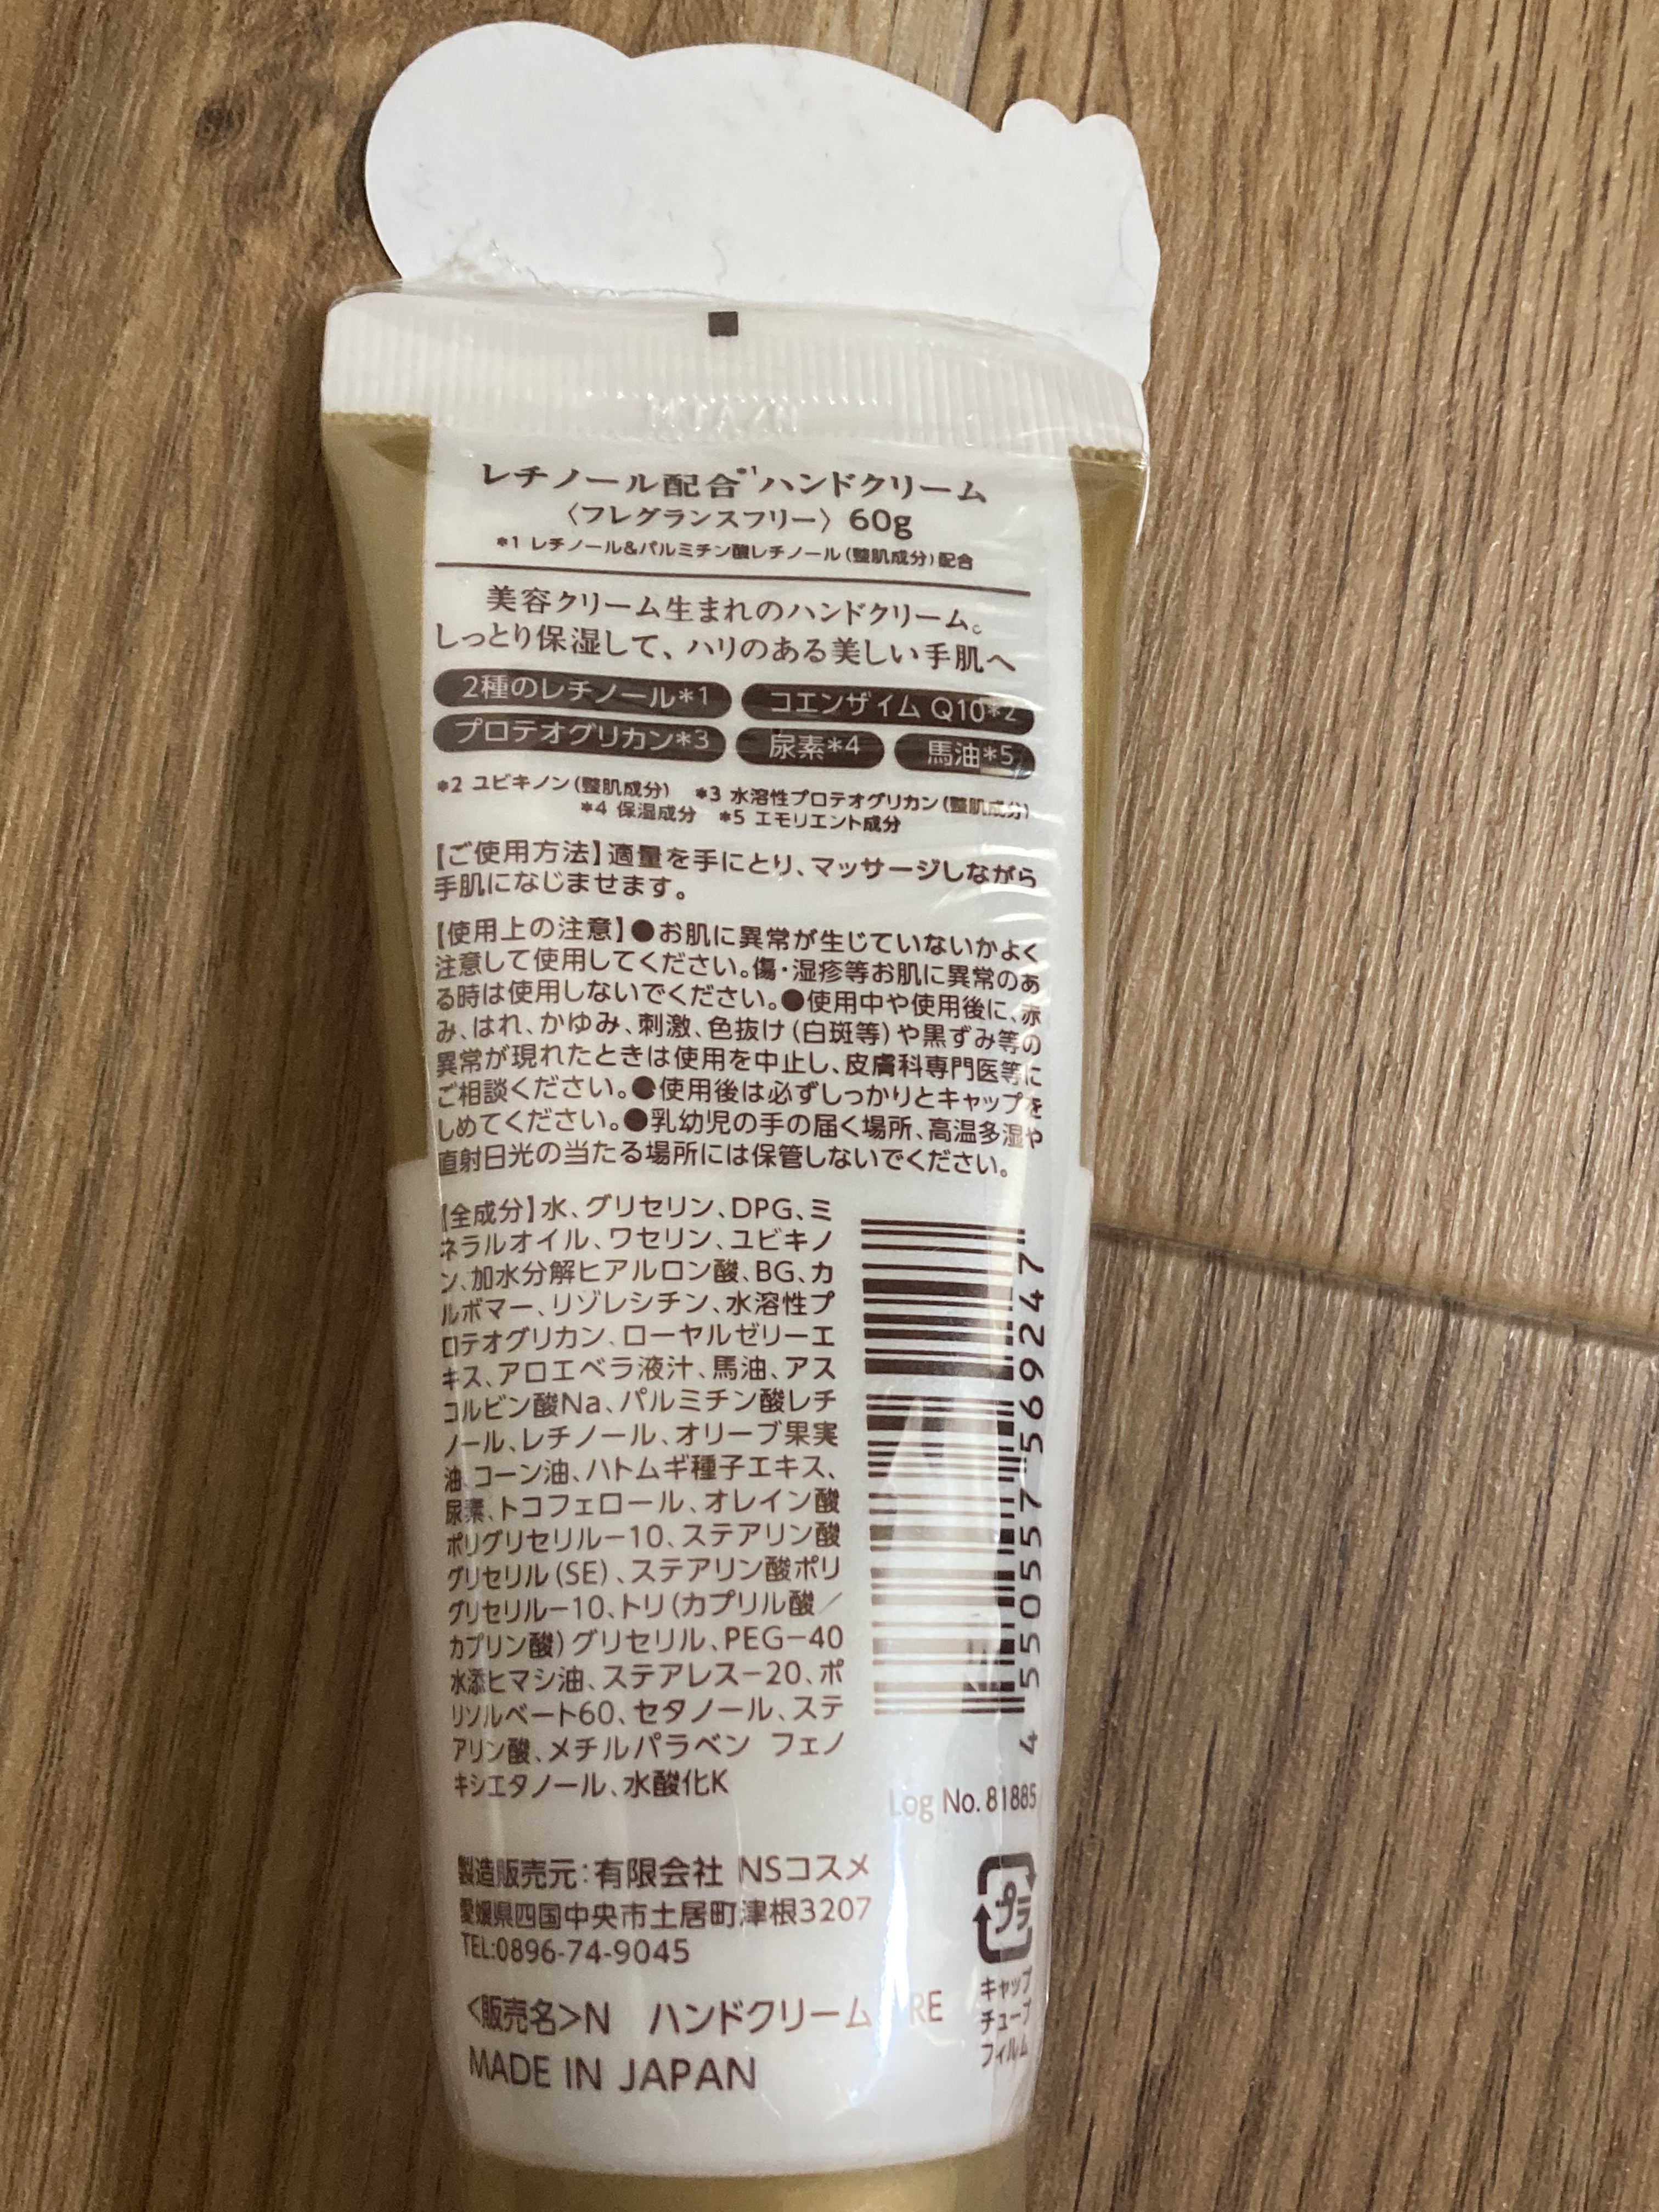 レチノール配合*1ハンドクリーム
〈フレグランスフリー〉60g
*1 レチノール&パルミチン酸レチノール(整肌成分)配合
美容クリーム生まれのハンドクリーム。
しっとり保湿して、ハリのある美しい手肌へ
2種のレチノール*1 コエンザイム Q10*2
プロテオグリカン*3 尿素*4 馬油*5
*2 ユビキノン(整肌成分) *3 水溶性プロテオグリカン(整肌成分)
*4 保湿成分 *5 エモリエント成分
【ご使用方法】適量を手にとり、マッサージしながら
手肌になじませます。
【使用上の注意】●お肌に異常が生じていないかよく
注意して使用してください。傷・湿疹等お肌に異常のあ
る時は使用しないでください。●使用中や使用後に、赤
み、はれ、かゆみ、刺激、色抜け(白斑等)や黒ずみ等の
異常が現れたときは使用を中止し、皮膚科専門医等に
ご相談ください。●使用後は必ずしっかりとキャップを
しめてください。●乳幼児の手の届く場所、高温多湿や
直射日光の当たる場所には保管しないでください。
【全成分】水、グリセリン、DPG、ミ
ネラルオイル、ワセリン、ユビキノ
ン、加水分解ヒアルロン酸、BG、カ
ルボマー、リゾレシチン、水溶性プ
ロテオグリカン、ローヤルゼリーエ
キス、アロエベラ液汁、馬油、アス
コルビン酸Na、パルミチン酸レチ
ノール、レチノール、オリーブ果実
油、コーン油、ハトムギ種子エキス、
尿素、トコフェロール、オレイン酸
ポリグリセリル－10、ステアリン酸
グリセリル(SE)、ステアリン酸ポリ
グリセリル－10、トリ(カプリル酸／
カプリン酸)グリセリル、PEG－40
水添ヒマシ油、ステアレス－20、ポ
リソルベート60、セタノール、ステ
アリン酸、メチルパラベン フェノ
キシエタノール、水酸化K
4 550557 569247
Log No. 81885
製造販売元：有限会社 NSコスメ
愛媛県四国中央市土居町津根3207
TEL:0896-74-9045
<販売名>N ハンドクリーム RE
MADE IN JAPAN
プラ
キャップ
チューブ
フィルム